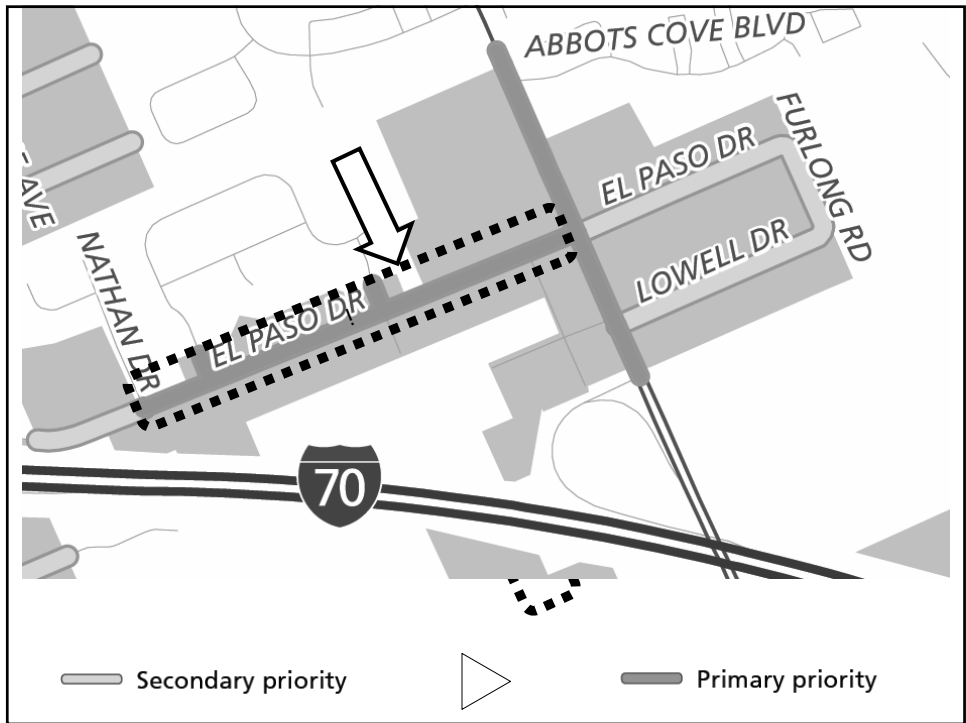 ABBOTS COVE BLVD
EL PASO DR
FURLONG RD
AVE
LOWELL DR
NATHAN DR
EL PASO DR
70
Secondary priority
Primary priority